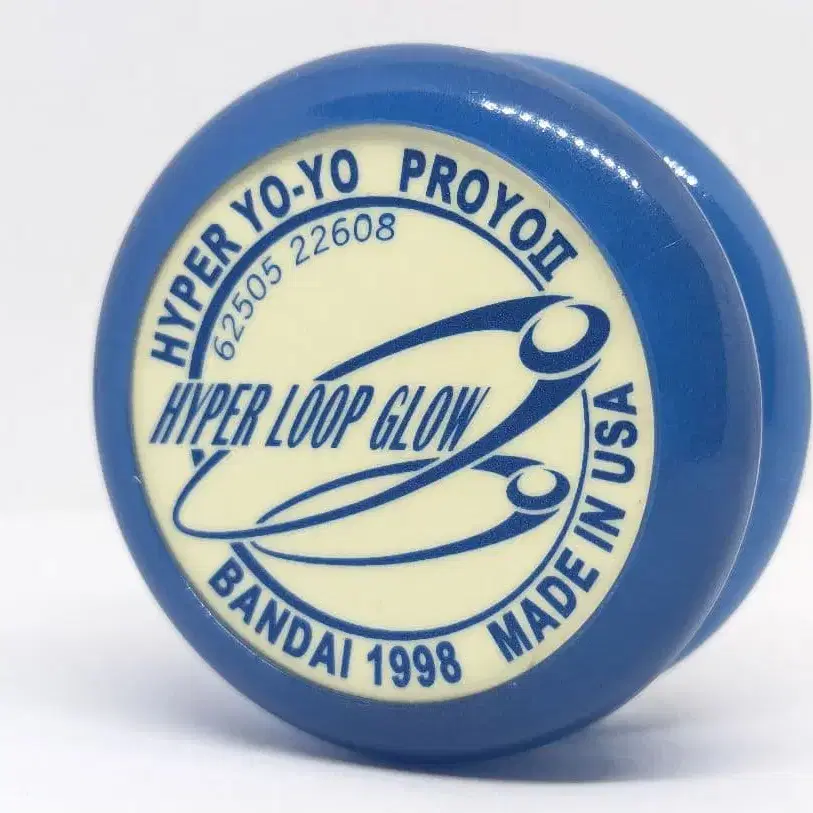 HYPER YO-YO PROYOII
62505 22608
HYPER LOOP GLOW
BANDAI 1998 MADE IN USA